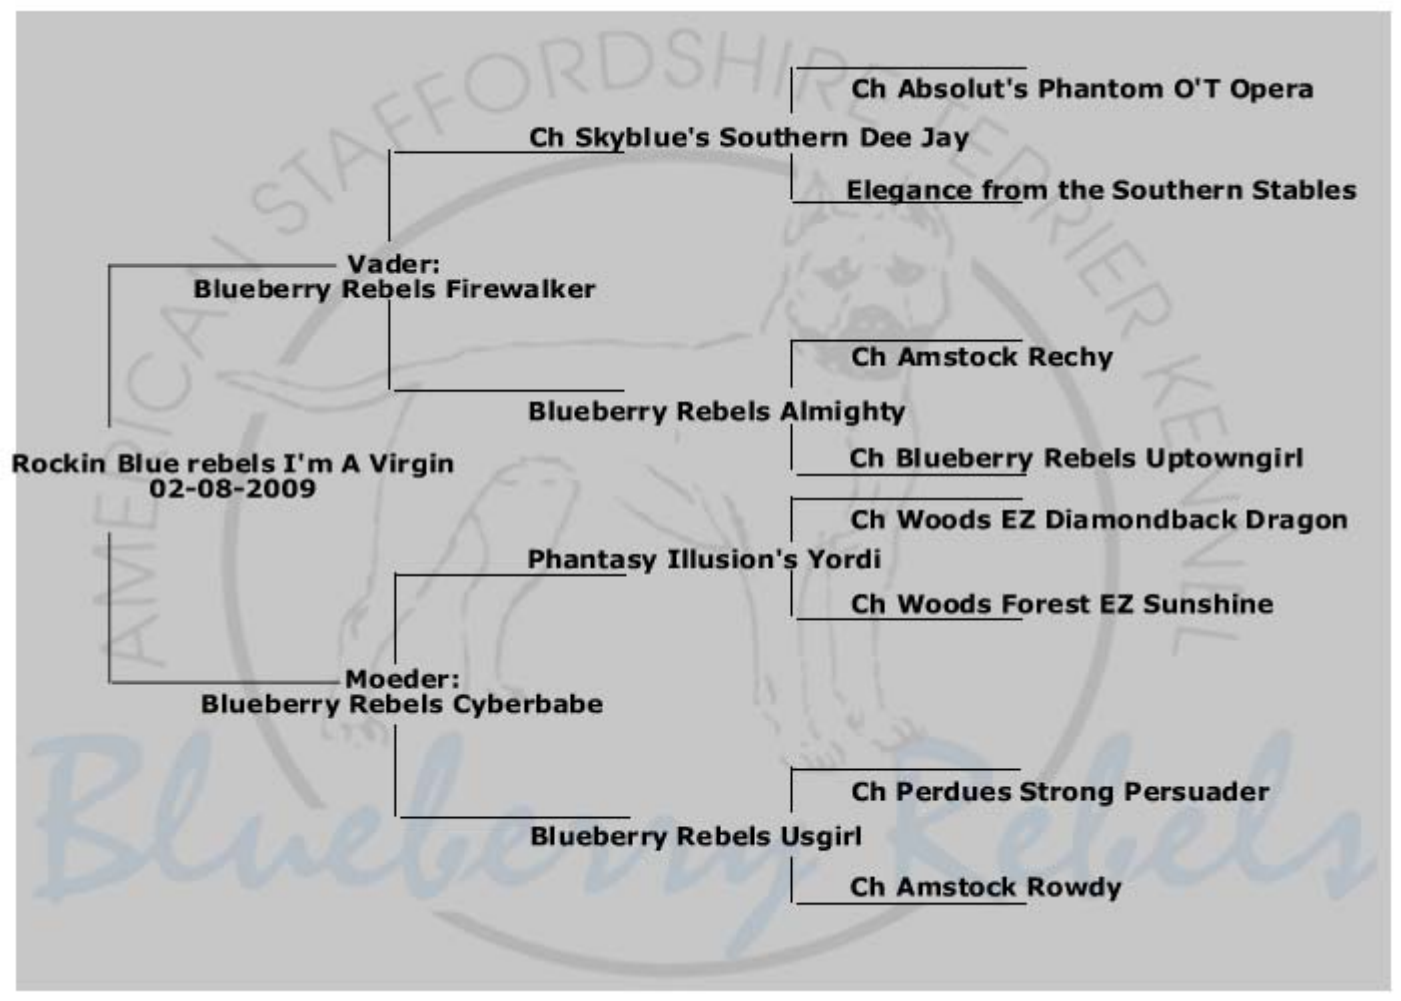 AMERICAN STAFFORDSHIRE TERRIER KENNEL
Ch Absolut's Phantom O'T Opera
Ch Skyblue's Southern Dee Jay
Elegance from the Southern Stables
Vader:
Blueberry Rebels Firewalker
Ch Amstock Rechy
Blueberry Rebels Almighty
Ch Blueberry Rebels Uptowngirl
Rockin Blue rebels I'm A Virgin
02-08-2009
Ch Woods EZ Diamondback Dragon
Phantasy Illusion's Yordi
Ch Woods Forest EZ Sunshine
Moeder:
Blueberry Rebels Cyberbabe
Ch Perdues Strong Persuader
Blueberry Rebels Usgirl
Ch Amstock Rowdy
Blueberry Rebels